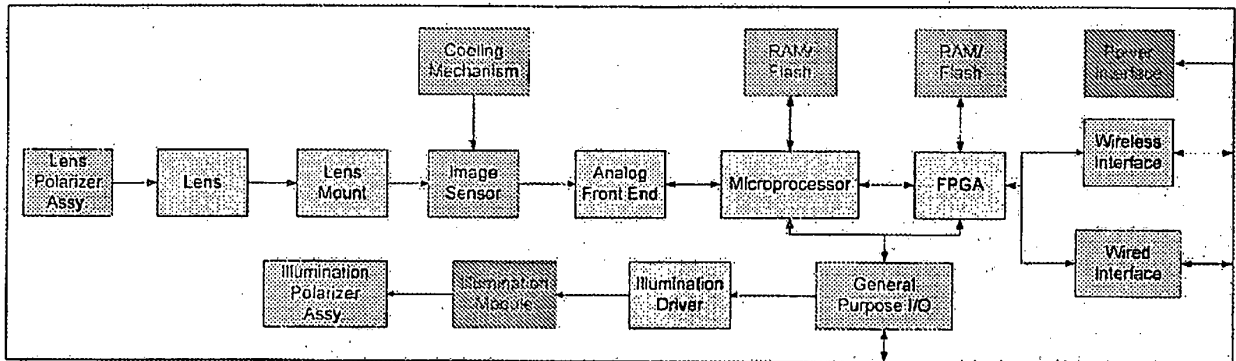 Cooling
Mechanism
RAM/
Flash
RAM/
Flash
Power
Interface
Lens
Polarizer
Assy.
Lens
Lens
Mount
Image
Sensor
Analog
Front End
Microprocessor
FPGA
Wireless
Interface
Wired
Interface
Illumination
Polarizer
Assy.
Illumination
Module
Illumination
Driver
General
Purpose I/O